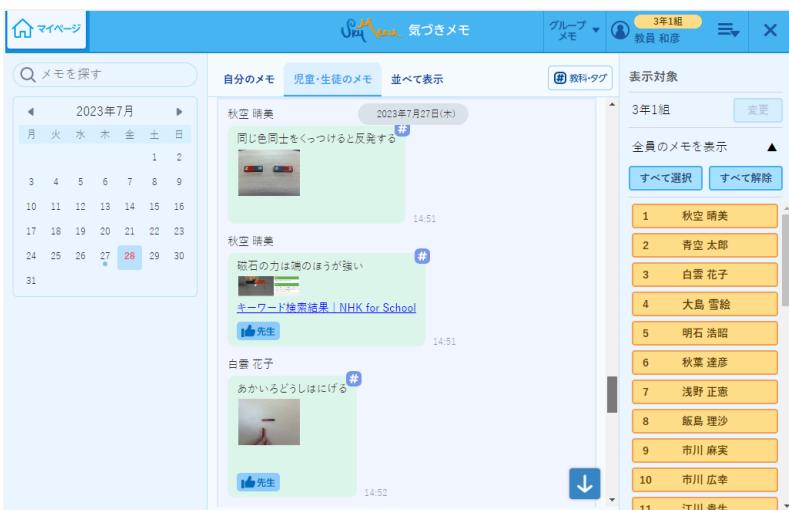 マイページ
SkyMenu 気づきメモ
グループメモ
3年1組
教員 和彦
メモを探す
2023年7月
月 火 水 木 金 土 日
1 2
3 4 5 6 7 8 9
10 11 12 13 14 15 16
17 18 19 20 21 22 23
24 25 26 27 28 29 30
31
自分のメモ 児童・生徒のメモ 並べて表示
# 教科・タグ
秋空 晴美
2023年7月27日(木)
#
同じ色同士をくっつけると反発する
14:51
秋空 晴美
#
磁石の力は端のほうが強い
キーワード検索結果 | NHK for School
先生
14:51
白雲 花子
#
あかいろどうしはにげる
先生
14:52
表示対象
3年1組 変更
全員のメモを表示 ▲
すべて選択 すべて解除
1 秋空 晴美
2 青空 太郎
3 白雲 花子
4 大島 雪絵
5 明石 浩昭
6 秋葉 達彦
7 浅野 正憲
8 飯島 理沙
9 市川 麻実
10 市川 広幸
11 江川 貴生